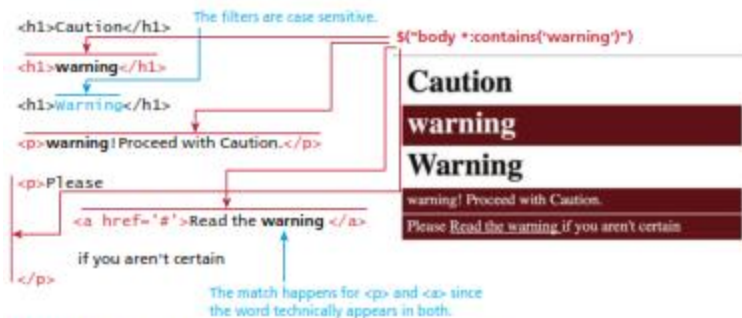 The filters are case sensitive.
<h1>Caution</h1>
$("body *:contains('warning')")
<h1>warning</h1>
<h1>Warning</h1>
<p>warning! Proceed with Caution.</p>
<p>Please
<a href='#'>Read the warning </a>
if you aren't certain
</p>
The match happens for <p> and <a> since
the word technically appears in both.
Caution
warning
Warning
warning! Proceed with Caution.
Please Read the warning if you aren't certain